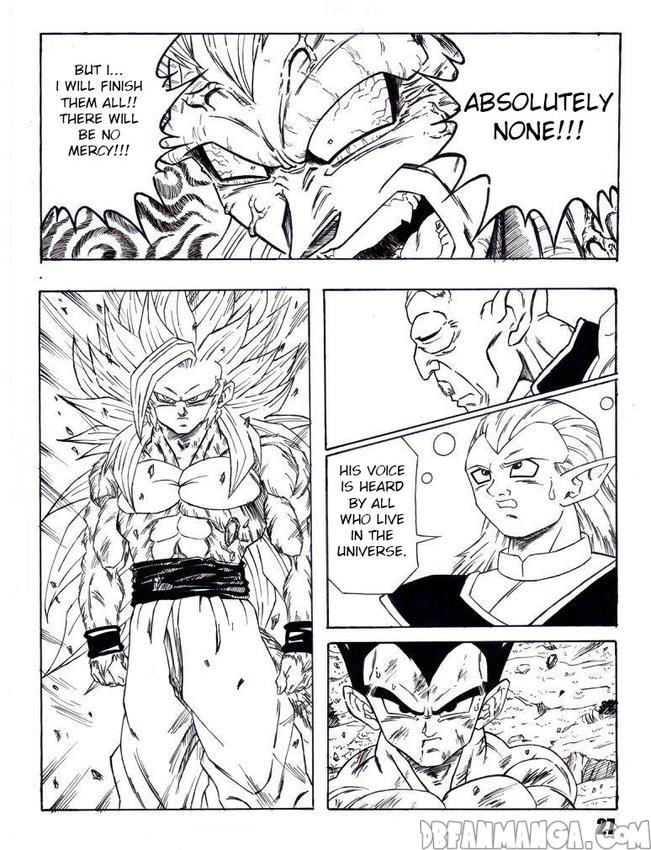 BUT I...
I WILL FINISH
THEM ALL!!
THERE WILL
BE NO
MERCY!!!
ABSOLUTELY
NONE!!!
HIS VOICE
IS HEARD
BY ALL
WHO LIVE
IN THE
UNIVERSE.
27
DBFANMANGA.COM